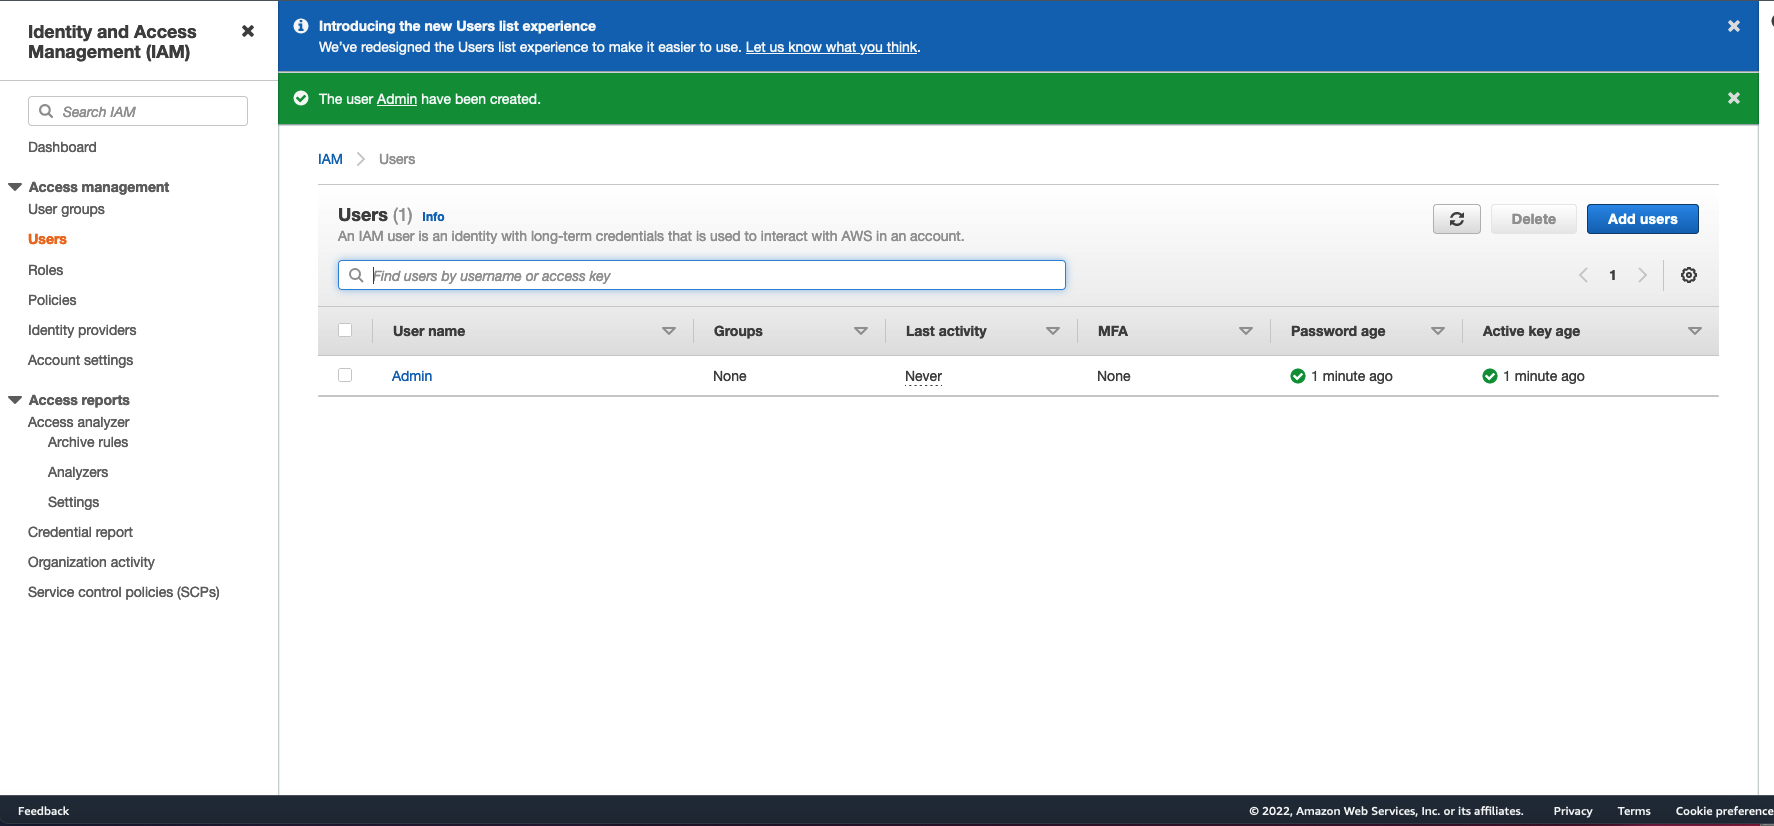 Identity and Access
Management (IAM)
Search IAM
Dashboard
Access management
User groups
Users
Roles
Policies
Identity providers
Account settings
Access reports
Access analyzer
Archive rules
Analyzers
Settings
Credential report
Organization activity
Service control policies (SCPs)
Introducing the new Users list experience
We've redesigned the Users list experience to make it easier to use. Let us know what you think.
The user Admin have been created.
IAM > Users
Users (1) Info
An IAM user is an identity with long-term credentials that is used to interact with AWS in an account.
Delete
Add users
Find users by username or access key
1
User name Groups Last activity MFA Password age Active key age
Admin None Never None 1 minute ago 1 minute ago
Feedback © 2022, Amazon Web Services, Inc. or its affiliates. Privacy Terms Cookie preference